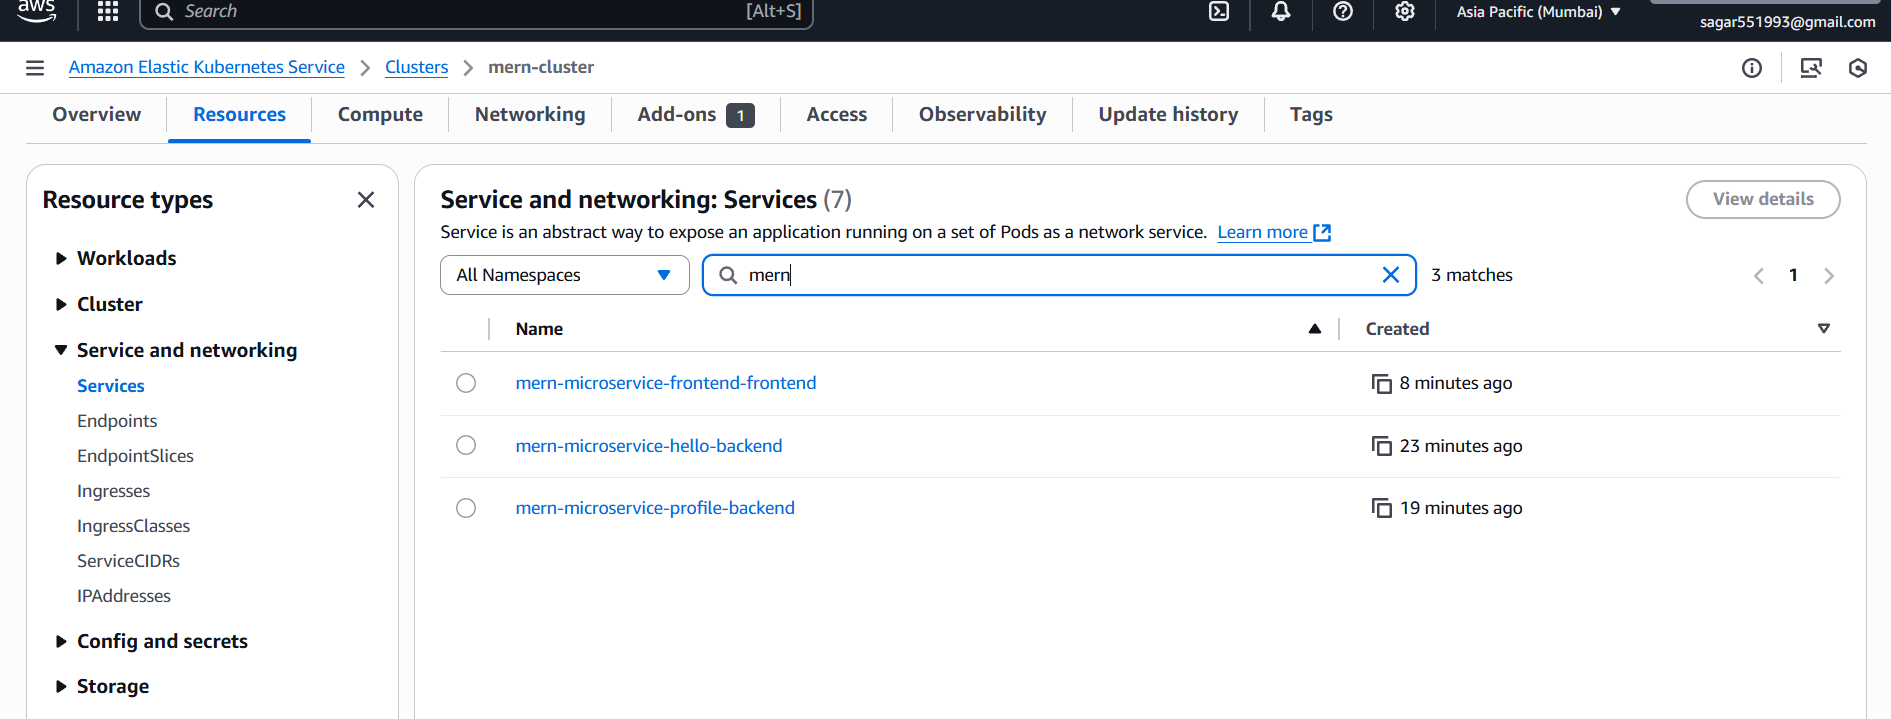 aws
Search [Alt+S] Asia Pacific (Mumbai) sagar551993@gmail.com
Amazon Elastic Kubernetes Service Clusters mern-cluster
Overview Resources Compute Networking Add-ons 1 Access Observability Update history Tags
Resource types
Workloads
Cluster
Service and networking
Services
Endpoints
EndpointSlices
Ingresses
IngressClasses
ServiceCIDRs
IPAddresses
Config and secrets
Storage
Service and networking: Services (7)
View details
Service is an abstract way to expose an application running on a set of Pods as a network service. Learn more
All Namespaces mern 3 matches 1
Name Created
mern-microservice-frontend-frontend 8 minutes ago
mern-microservice-hello-backend 23 minutes ago
mern-microservice-profile-backend 19 minutes ago